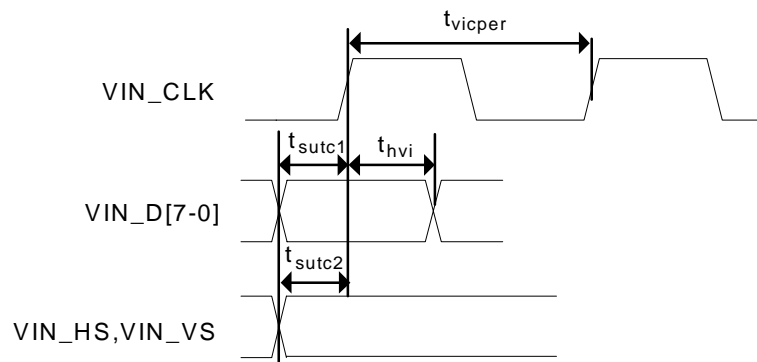 t_vicper
VIN_CLK
t_sutc1
t_hvi
VIN_D[7-0]
t_sutc2
VIN_HS,VIN_VS